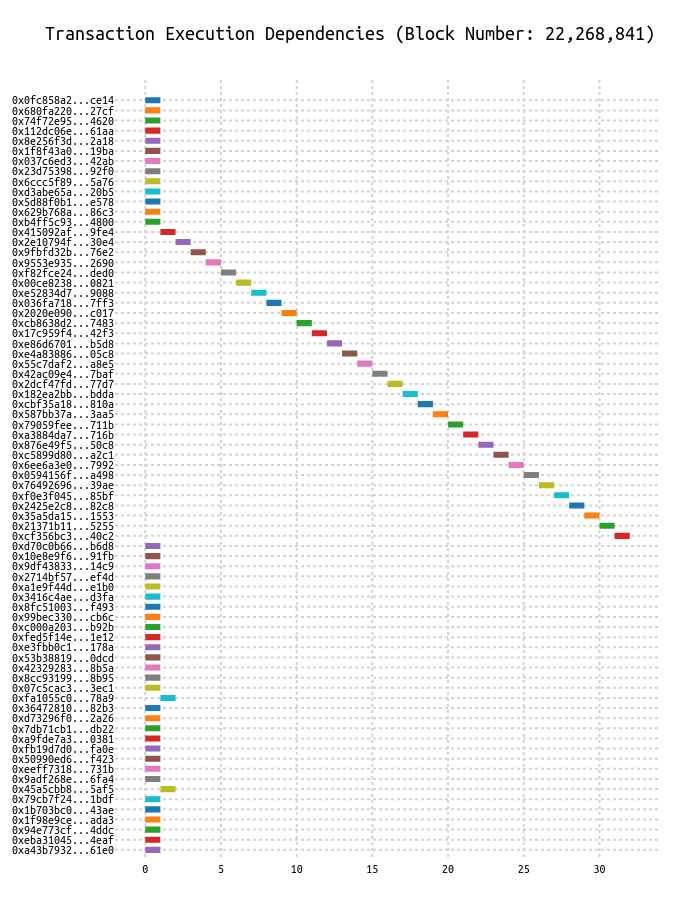 Transaction Execution Dependencies (Block Number: 22,268,841)
0x0fc858a2...ce14
0x680fa220...27cf
0x74f72e95...4620
0x112dc06e...61aa
0x8e256f3d...2a18
0x1f8f43a0...19ba
0x037c6ed3...42ab
0x23d75398...92f0
0x6ccc5f89...5a76
0xd3abe65a...20b5
0x5d88f0b1...e578
0x629b768a...86c3
0xb4ff5c93...4800
0x415092af...9fe4
0x2e10794f...30e4
0x9fbfd32b...76e2
0x9553e935...2690
0xf82fce24...ded0
0x00ce8238...0821
0xe52834d7...9088
0x036fa718...7ff3
0x2020e090...c017
0xcb8638d2...7483
0x17c959f4...42f3
0xe86d6701...b5d8
0xe4a83886...05c8
0x55c7daf2...a8e5
0x42ac09e4...7baf
0x2dcf47fd...77d7
0x182ea2bb...bdda
0xcbf35a18...810a
0x587bb37a...3aa5
0x79059fee...711b
0xa3884da7...716b
0x876e49f5...50c8
0xc5899d80...a2c1
0x6ee6a3e0...7992
0x0594156f...a498
0x76492696...39ae
0xf0e3f045...85bf
0x2425e2c8...82c8
0x35a5da15...1553
0x21371b11...5255
0xcf356bc3...40c2
0xd70c0b66...b6d8
0x10e8e9f6...91fb
0x9df43833...14c9
0x2714bf57...ef4d
0xa1e9f44d...e1b0
0x3416c4ae...d3fa
0x8fc51003...f493
0x99bec330...cb6c
0xc000a203...b92b
0xfed5f14e...1e12
0xe3fbb0c1...178a
0x53b38819...0dcd
0x42329283...8b5a
0x8cc93199...8b95
0x07c5cac3...3ec1
0xfa1055c0...78a9
0x36472810...82b3
0xd73296f0...2a26
0x7db71cb1...db22
0xa9fde7a3...0381
0xfb19d7d0...fa0e
0x50990ed6...f423
0xeeff7318...731b
0x9adf268e...6fa4
0x45a5cbb8...5af5
0x79cb7f24...1bdf
0x1b703bc0...43ae
0x1f98e9ce...ada3
0x94e773cf...4ddc
0xeba31045...4eaf
0xa43b7932...61e0
0 5 10 15 20 25 30